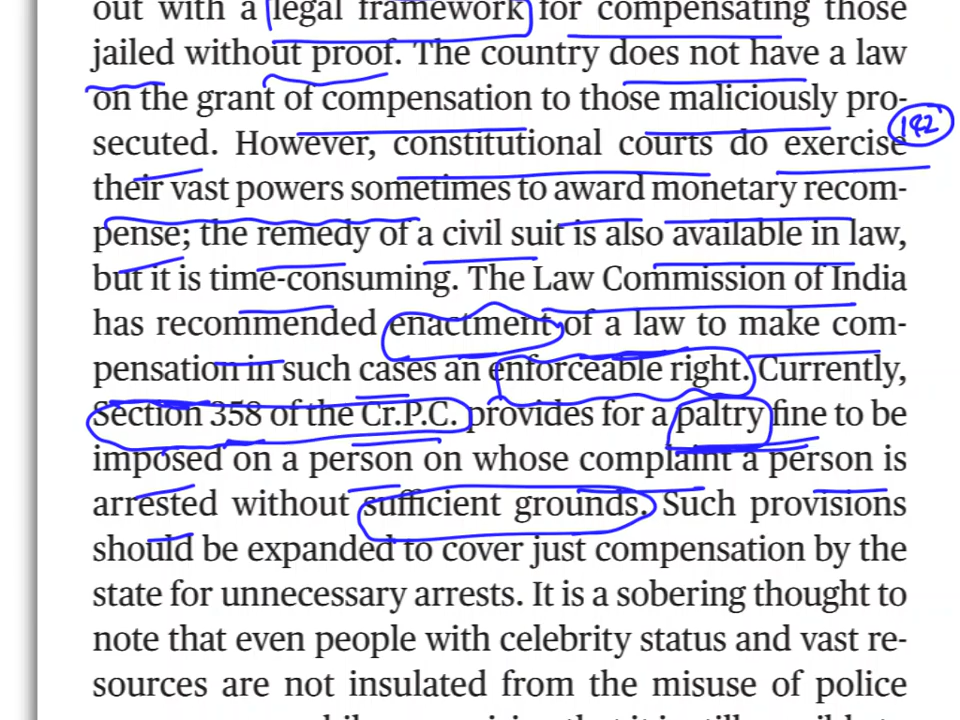 out with a legal framework for compensating those
jailed without proof. The country does not have a law
on the grant of compensation to those maliciously pro-
secuted. However, constitutional courts do exercise
142
their vast powers sometimes to award monetary recom-
pense; the remedy of a civil suit is also available in law,
but it is time-consuming. The Law Commission of India
has recommended enactment of a law to make com-
pensation in such cases an enforceable right. Currently,
Section 358 of the Cr.P.C. provides for a paltry fine to be
imposed on a person on whose complaint a person is
arrested without sufficient grounds. Such provisions
should be expanded to cover just compensation by the
state for unnecessary arrests. It is a sobering thought to
note that even people with celebrity status and vast re-
sources are not insulated from the misuse of police